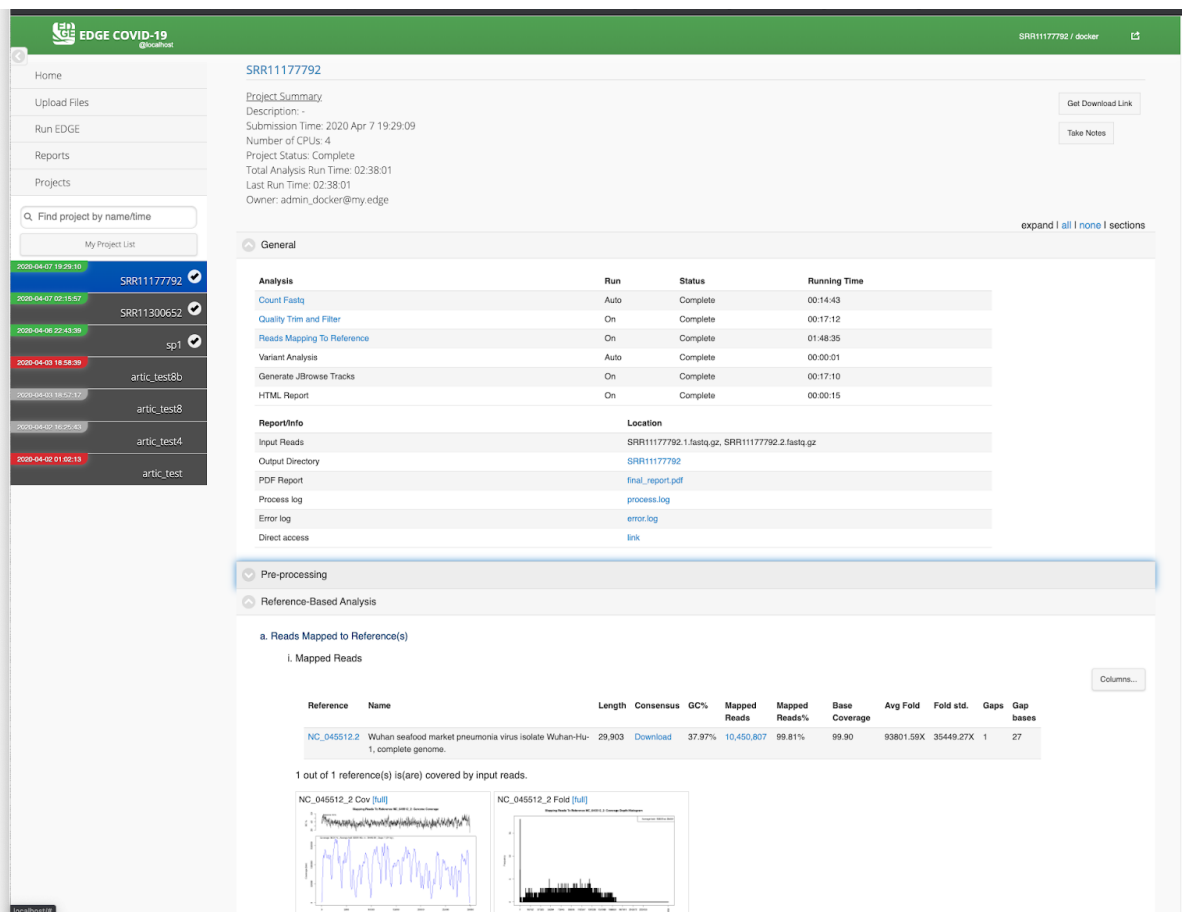 EDGE COVID-19
@localhost
SRR11177792 / docker
Home
Upload Files
Run EDGE
Reports
Projects
Find project by name/time
My Project List
2020-04-07 19:29:10
SRR11177792
2020-04-07 02:15:57
SRR11300652
2020-04-06 22:43:39
sp1
2020-04-03 18:58:39
artic_test8b
2020-04-03 18:57:17
artic_test8
2020-04-02 16:25:43
artic_test4
2020-04-02 01:02:13
artic_test
SRR11177792
Project Summary
Description: -
Submission Time: 2020 Apr 7 19:29:09
Number of CPUs: 4
Project Status: Complete
Total Analysis Run Time: 02:38:01
Last Run Time: 02:38:01
Owner: admin_docker@my.edge
Get Download Link
Take Notes
expand | all | none | sections
General
Analysis Run Status Running Time
Count Fastq Auto Complete 00:14:43
Quality Trim and Filter On Complete 00:17:12
Reads Mapping To Reference On Complete 01:48:35
Variant Analysis Auto Complete 00:00:01
Generate JBrowse Tracks On Complete 00:17:10
HTML Report On Complete 00:00:15
Report/Info Location
Input Reads SRR11177792.1.fastq.gz, SRR11177792.2.fastq.gz
Output Directory SRR11177792
PDF Report final_report.pdf
Process log process.log
Error log error.log
Direct access link
Pre-processing
Reference-Based Analysis
a. Reads Mapped to Reference(s)
i. Mapped Reads
Columns...
Reference Name Length Consensus GC% Mapped Reads Mapped Reads% Base Coverage Avg Fold Fold std. Gaps Gap bases
NC_045512.2 Wuhan seafood market pneumonia virus isolate Wuhan-Hu- 29,903 Download 37.97% 10,450,807 99.81% 99.90 93801.59X 35449.27X 1 27
1, complete genome.
1 out of 1 reference(s) is(are) covered by input reads.
NC_045512_2 Cov [full]
NC_045512_2 Fold [full]
localhost/#